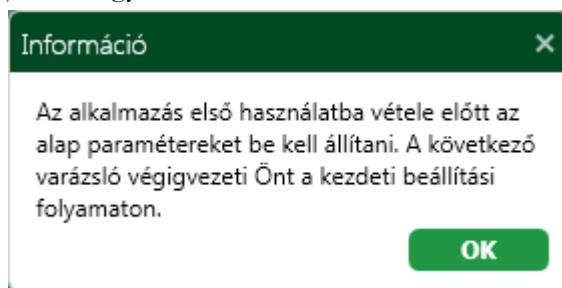 Információ
Az alkalmazás első használatba vétele előtt az
alap paramétereket be kell állítani. A következő
varázsló végigvezeti Önt a kezdeti beállítási
folyamaton.
OK